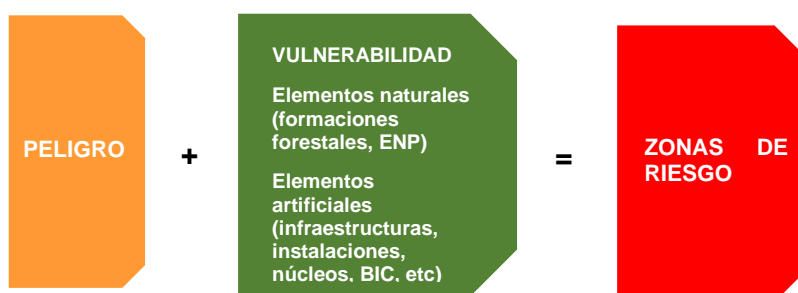 PELIGRO
+
VULNERABILIDAD
Elementos naturales
(formaciones
forestales, ENP)
Elementos
artificiales
(infraestructuras,
instalaciones,
núcleos, BIC, etc)
=
ZONAS DE
RIESGO